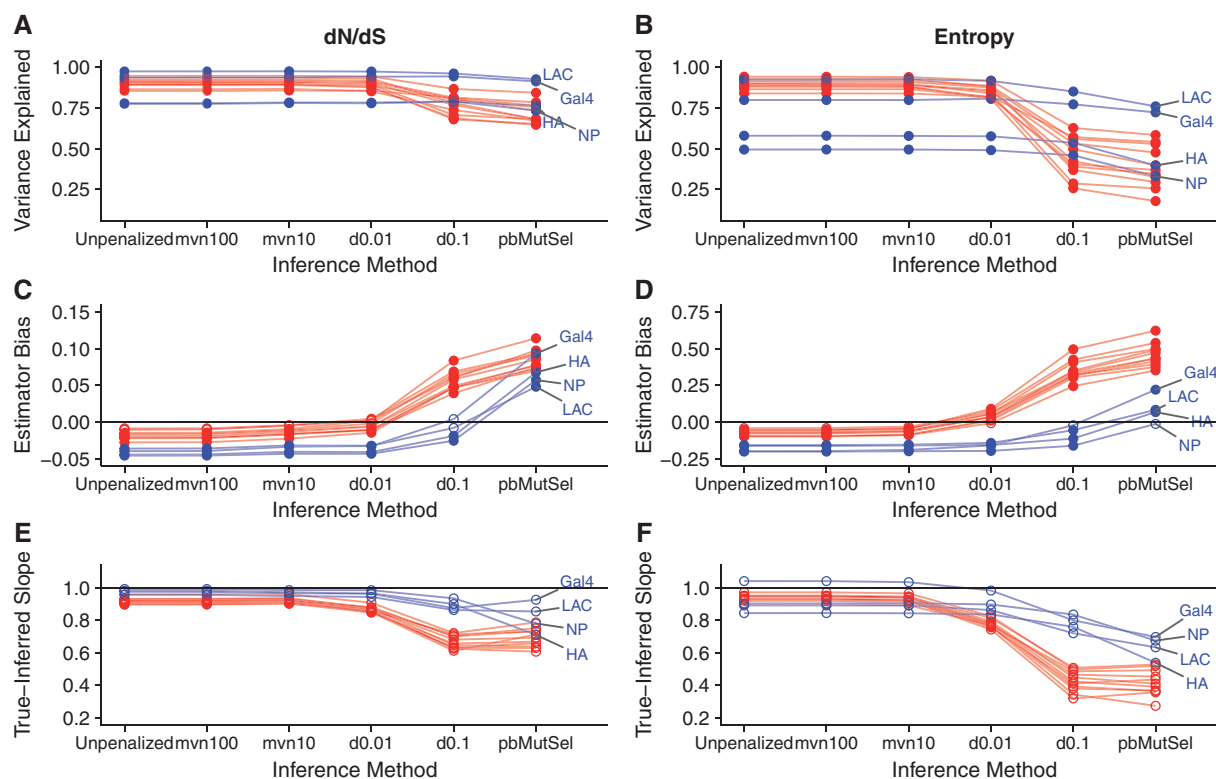 A
dN/dS
Variance Explained
1.00
0.75
0.50
0.25
LAC
Gal4
HA
NP
Unpenalized mvn100 mvn10 d0.01 d0.1 pbMutSel
Inference Method
B
Entropy
Variance Explained
1.00
0.75
0.50
0.25
LAC
Gal4
HA
NP
Unpenalized mvn100 mvn10 d0.01 d0.1 pbMutSel
Inference Method
C
Estimator Bias
0.15
0.10
0.05
0.00
−0.05
Gal4
HA
NP
LAC
Unpenalized mvn100 mvn10 d0.01 d0.1 pbMutSel
Inference Method
D
Estimator Bias
0.75
0.50
0.25
0.00
−0.25
Gal4
LAC
HA
NP
Unpenalized mvn100 mvn10 d0.01 d0.1 pbMutSel
Inference Method
E
True−Inferred Slope
1.0
0.8
0.6
0.4
0.2
Gal4
LAC
NP
HA
Unpenalized mvn100 mvn10 d0.01 d0.1 pbMutSel
Inference Method
F
True−Inferred Slope
1.0
0.8
0.6
0.4
0.2
Gal4
NP
LAC
HA
Unpenalized mvn100 mvn10 d0.01 d0.1 pbMutSel
Inference Method